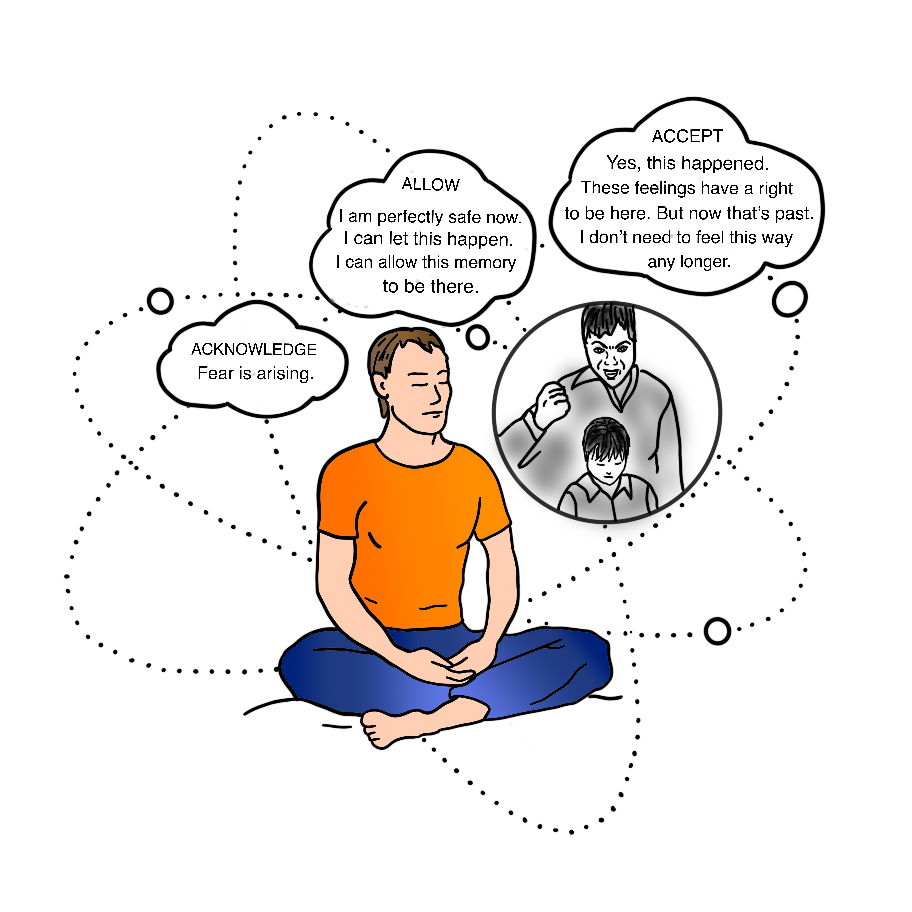 ACKNOWLEDGE
Fear is arising.
ALLOW
I am perfectly safe now.
I can let this happen.
I can allow this memory
to be there.
ACCEPT
Yes, this happened.
These feelings have a right
to be here. But now that's past.
I don't need to feel this way
any longer.